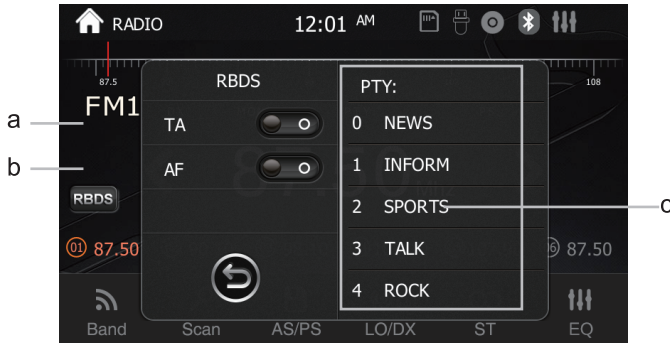 RADIO 12:01 AM
87.5 108
FM1
RBDS
PTY:
a
TA
0 NEWS
b
AF
1 INFORM
RBDS
2 SPORTS
c
01 87.50
3 TALK
87.50
4 ROCK
Band Scan AS/PS LO/DX ST EQ